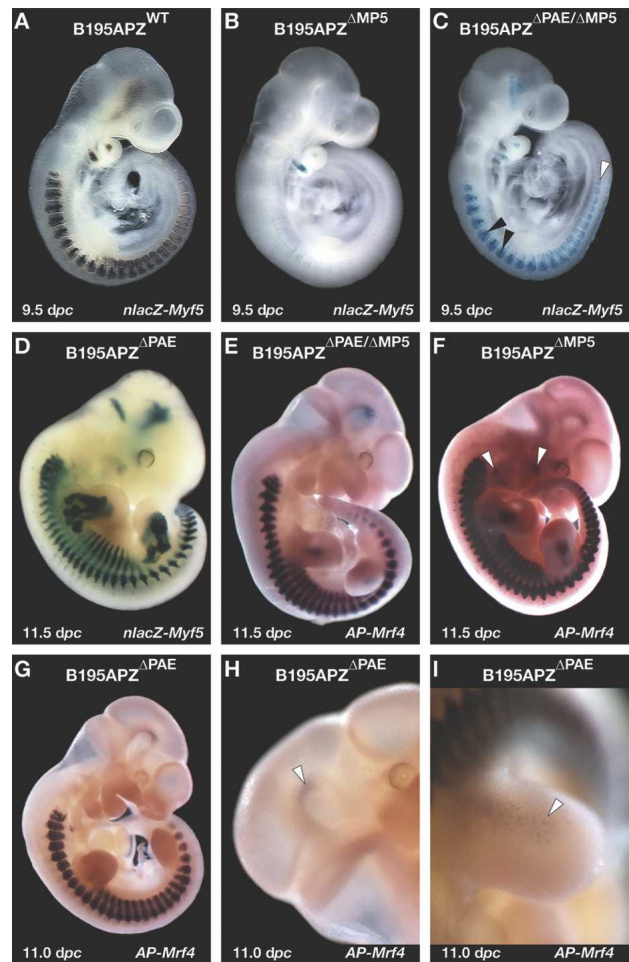 A
B195APZ^WT
9.5 dpc
nlacZ-Myf5
B
B195APZ^ΔMP5
nlacZ-Myf5
C
B195APZ^ΔPAE/ΔMP5
9.5 dpc
nlacZ-Myf5
D
B195APZ^ΔPAE
11.5 dpc
nlacZ-Myf5
E
B195APZ^ΔPAE/ΔMP5
11.5 dpc
AP-Mrf4
F
B195APZ^ΔMP5
11.5 dpc
AP-Mrf4
G
B195APZ^ΔPAE
11.0 dpc
AP-Mrf4
H
B195APZ^ΔPAE
11.0 dpc
AP-Mrf4
I
B195APZ^ΔPAE
11.0 dpc
AP-Mrf4